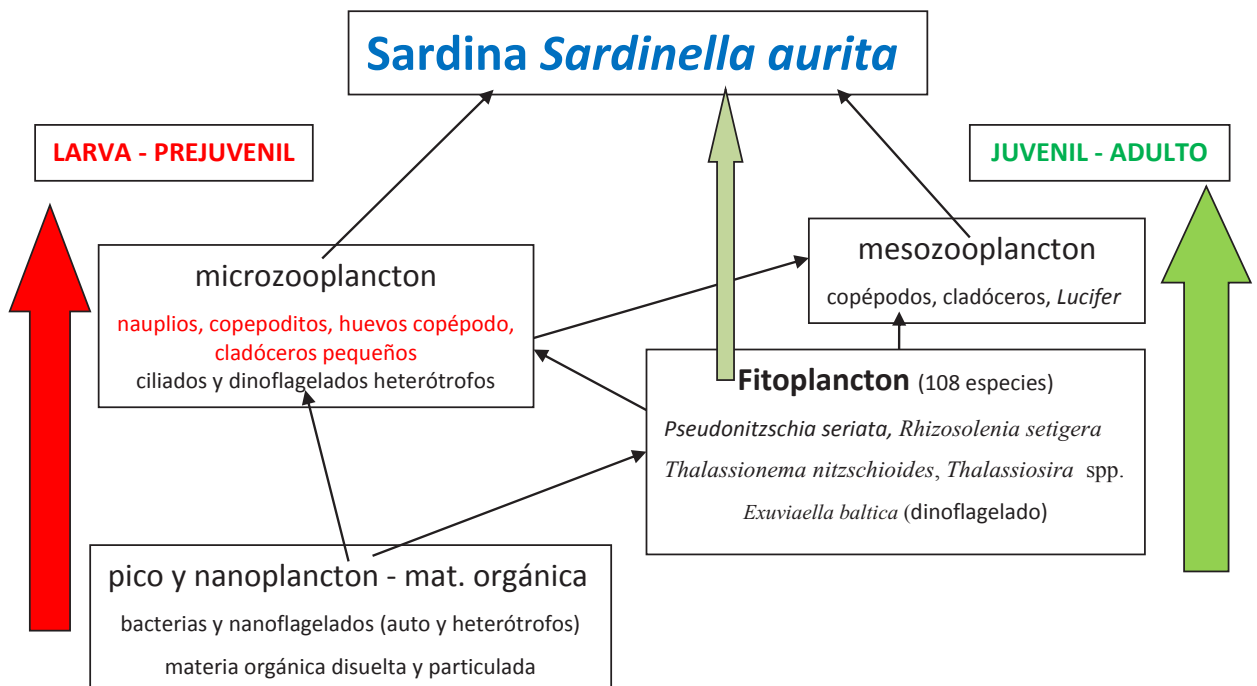 Sardina Sardinella aurita
LARVA - PREJUVENIL
JUVENIL - ADULTO
microzooplancton
nauplios, copepoditos, huevos copépodo,
cladóceros pequeños
ciliados y dinoflagelados heterótrofos
mesozooplancton
copépodos, cladóceros, Lucifer
Fitoplancton (108 especies)
Pseudonitzschia seriata, Rhizosolenia setigera
Thalassionema nitzschioides, Thalassiosira spp.
Exuviaella baltica (dinoflagelado)
pico y nanoplancton - mat. orgánica
bacterias y nanoflagelados (auto y heterótrofos)
materia orgánica disuelta y particulada